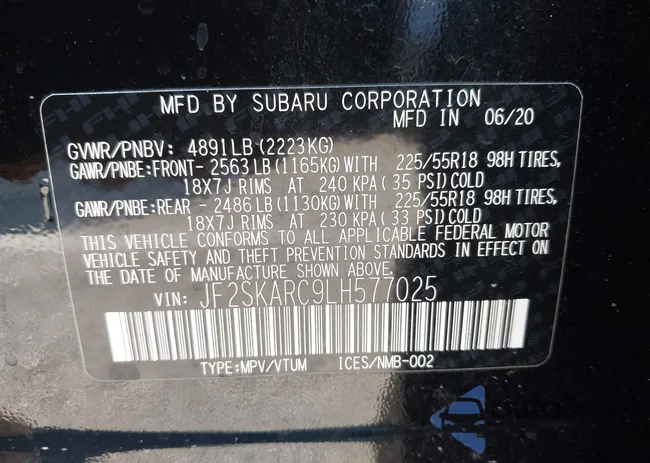 MFD BY SUBARU CORPORATION
MFD IN 06/20
GVWR/PNBV: 4891LB (2223KG)
GAWR/PNBE:FRONT- 2563LB (1165KG) WITH 225/55R18 98H TIRES,
18X7J RIMS AT 240 KPA (35 PSI) COLD
GAWR/PNBE:REAR - 2486LB (1130KG) WITH 225/55R18 98H TIRES,
18X7J RIMS AT 230 KPA (33 PSI) COLD
THIS VEHICLE CONFORMS TO ALL APPLICABLE FEDERAL MOTOR
VEHICLE SAFETY AND THEFT PREVENTION STANDARDS IN EFFECT ON
THE DATE OF MANUFACTURE SHOWN ABOVE.
VIN: JF2SKARC9LH577025
TYPE:MPV/VTUM ICES/NMB-002